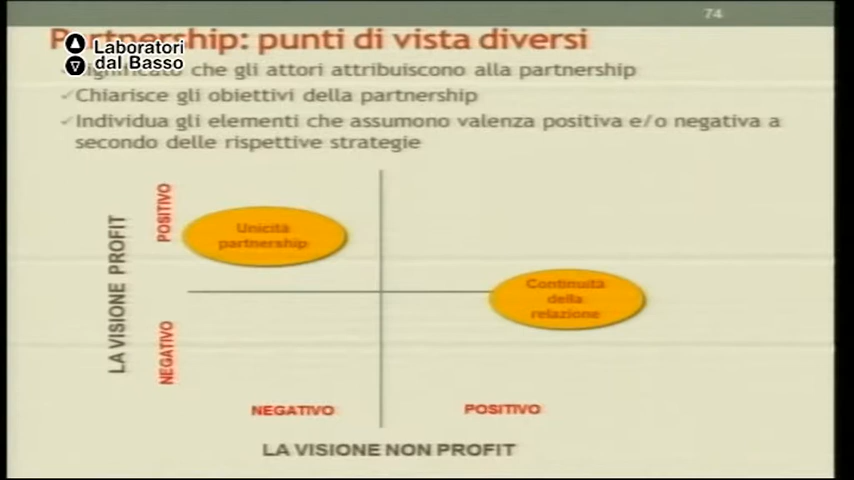 74
Partnership: punti di vista diversi
Laboratori
dal Basso
Significato che gli attori attribuiscono alla partnership
Chiarisce gli obiettivi della partnership
Individua gli elementi che assumono valenza positiva e/o negativa a
secondo delle rispettive strategie
LA VISIONE PROFIT
POSITIVO
NEGATIVO
Unicità
partnership
Continuità
della
relazione
NEGATIVO
POSITIVO
LA VISIONE NON PROFIT